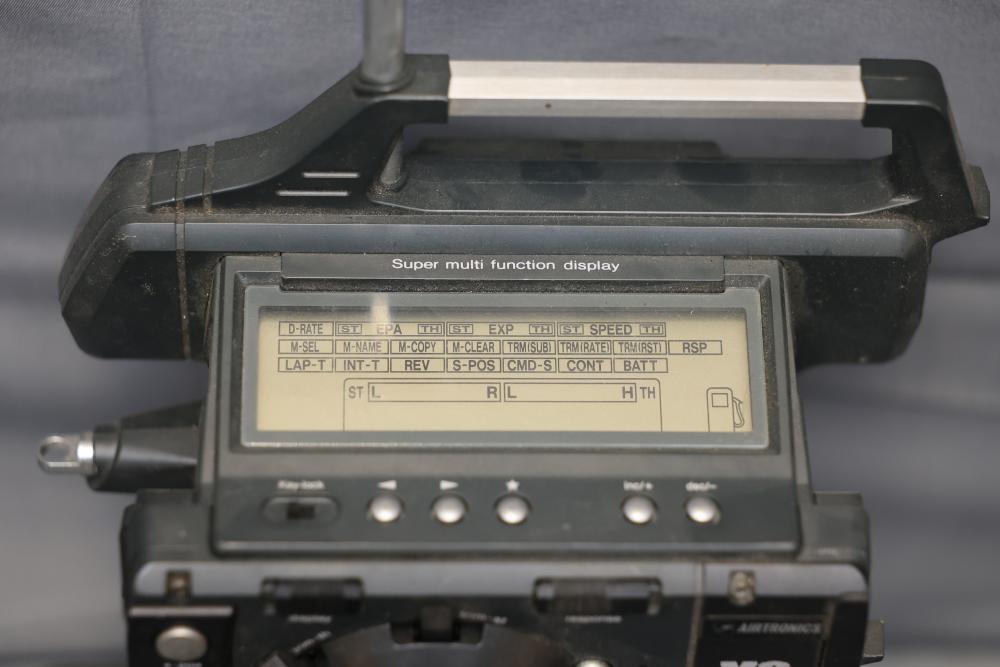 Super multi function display
D-RATE ST EPA TH ST EXP TH ST SPEED TH
M-SEL M-NAME M-COPY M-CLEAR TRM(SUB) TRM(RATE) TRM(RST) RSP
LAP-T INT-T REV S-POS CMD-S CONT BATT
ST L R L H TH
Key-lock inc/+ dec/-
AIRTRONICS